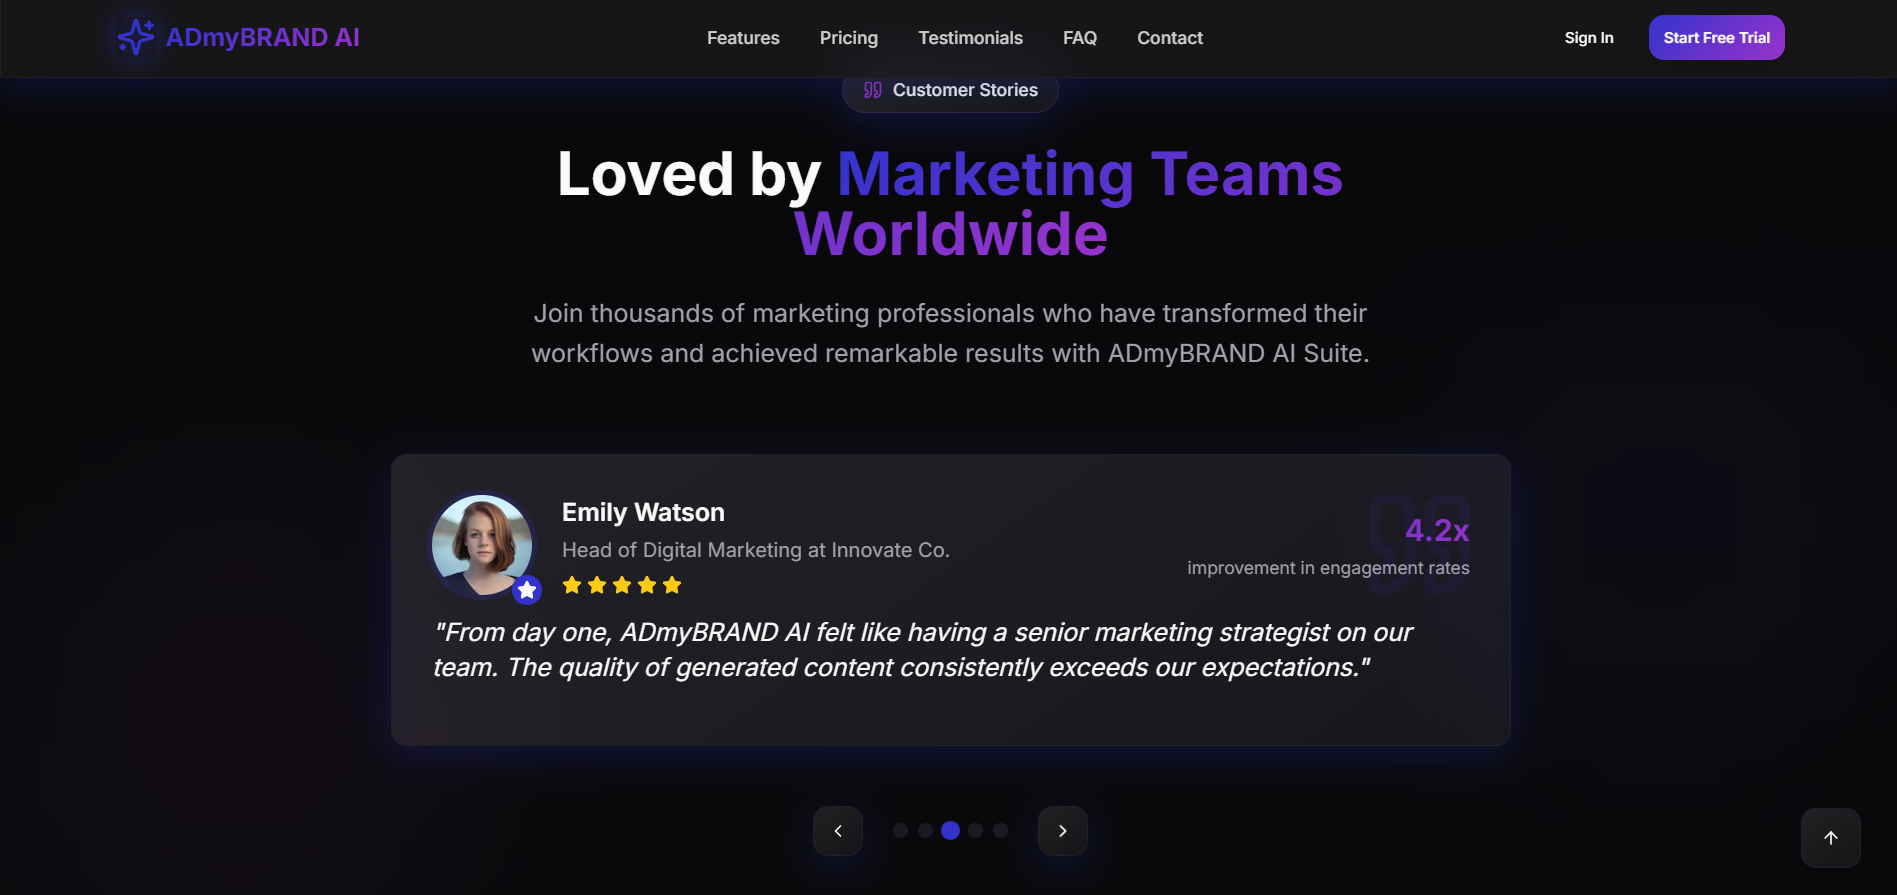 ADmyBRAND AI
Features
Pricing
Testimonials
FAQ
Contact
Sign In
Start Free Trial
Customer Stories
Loved by Marketing Teams
Worldwide
Join thousands of marketing professionals who have transformed their
workflows and achieved remarkable results with ADmyBRAND AI Suite.
Emily Watson
Head of Digital Marketing at Innovate Co.
4.2x
improvement in engagement rates
"From day one, ADmyBRAND AI felt like having a senior marketing strategist on our
team. The quality of generated content consistently exceeds our expectations."